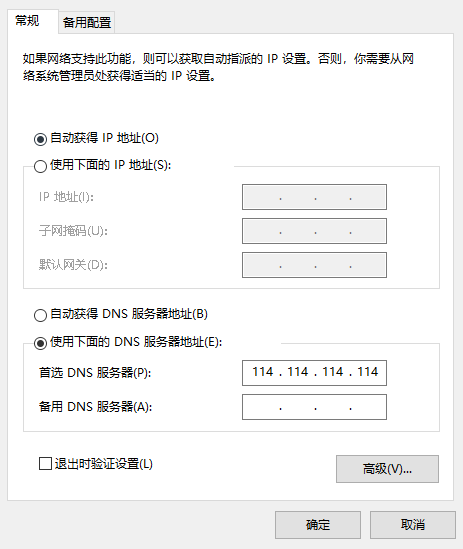 常规
备用配置
如果网络支持此功能，则可以获取自动指派的 IP 设置。否则，你需要从网
络系统管理员处获得适当的 IP 设置。
自动获得 IP 地址(O)
使用下面的 IP 地址(S):
IP 地址(I):
子网掩码(U):
默认网关(D):
自动获得 DNS 服务器地址(B)
使用下面的 DNS 服务器地址(E):
首选 DNS 服务器(P): 114 . 114 . 114 . 114
备用 DNS 服务器(A):
退出时验证设置(L)
高级(V)...
确定
取消